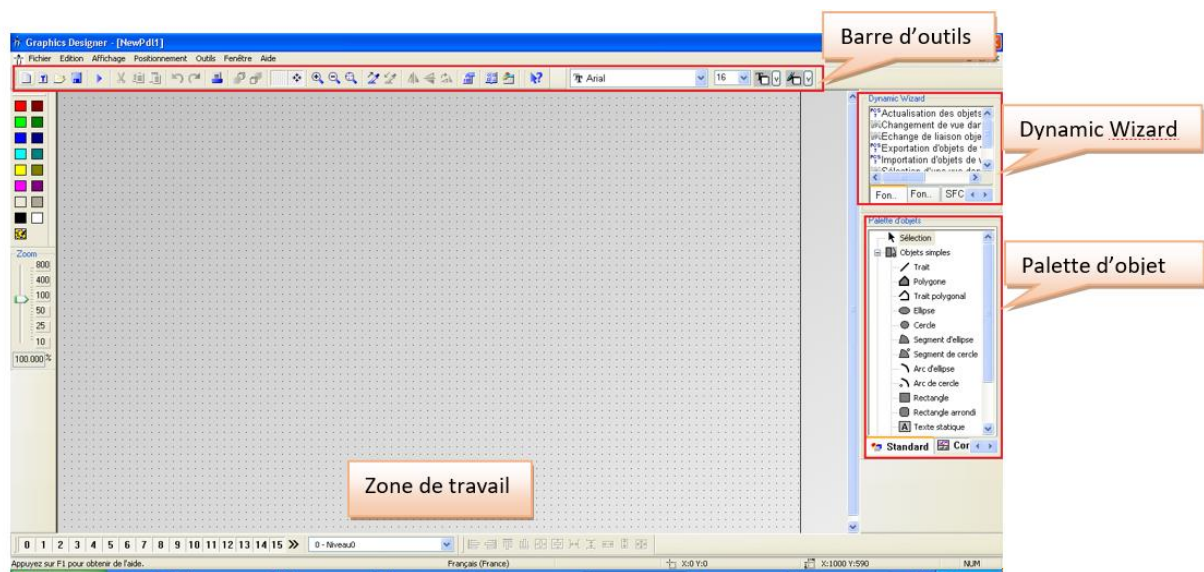 Graphics Designer - [NewPdl1]
Barre d'outils
Fichier Edition Affichage Positionnement Outils Fenêtre Aide
Arial
16
Dynamic Wizard
Actualisation des objets
Changement de vue dar
Echange de liaison obje
Exportation d'objets de
Importation d'objets de v
Fon.. Fon.. SFC
Dynamic Wizard
Palette d'objets
Sélection
Objets simples
Trait
Polygone
Trait polygonal
Ellipse
Cercle
Segment d'ellipse
Segment de cercle
Arc d'ellipse
Arc de cercle
Rectangle
Rectangle arrondi
Texte statique
Standard Cor
Palette d'objet
Zoom
800
400
100
50
25
10
100.000 %
Zone de travail
0 1 2 3 4 5 6 7 8 9 10 11 12 13 14 15
0 - Niveau0
Appuyez sur F1 pour obtenir de l'aide.
Français (France)
X:0 Y:0
X:1000 Y:590
NUM